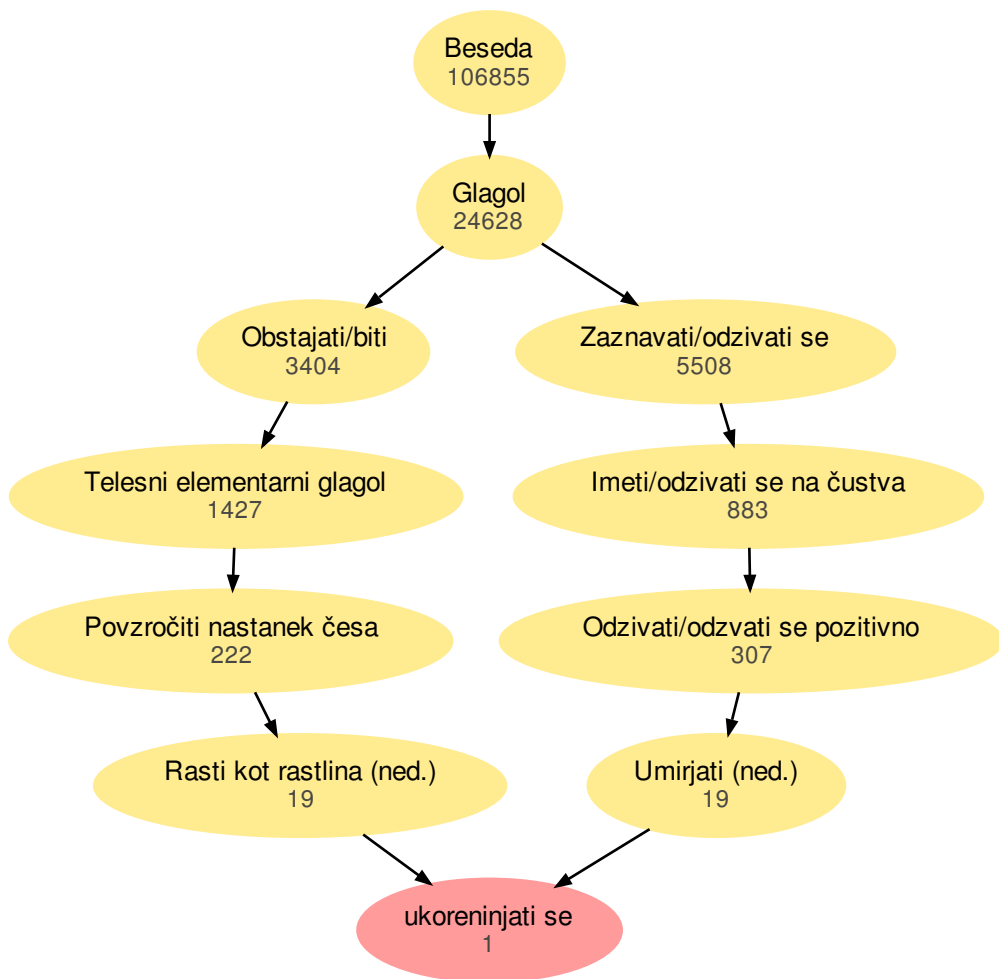 Beseda
106855
Glagol
24628
Obstajati/biti
3404
Zaznavati/odzivati se
5508
Telesni elementarni glagol
1427
Imeti/odzivati se na čustva
883
Povzročiti nastanek česa
222
Odzivati/odzvati se pozitivno
307
Rasti kot rastlina (ned.)
19
Umirjati (ned.)
19
ukoreninjati se
1